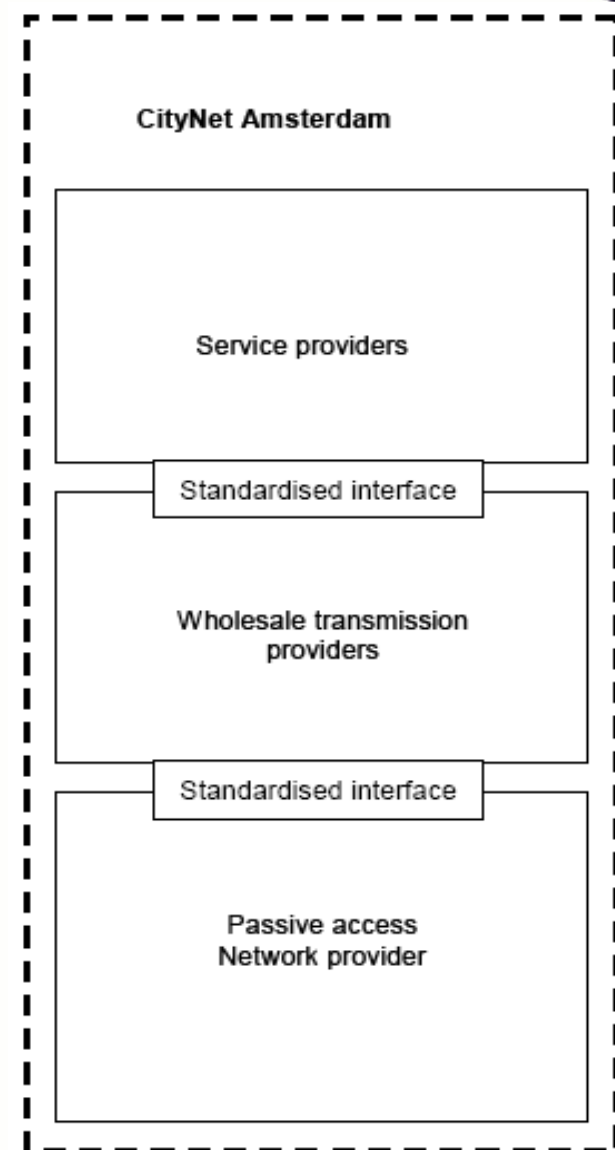 CityNet Amsterdam
Service providers
Standardised interface
Wholesale transmission
providers
Standardised interface
Passive access
Network provider